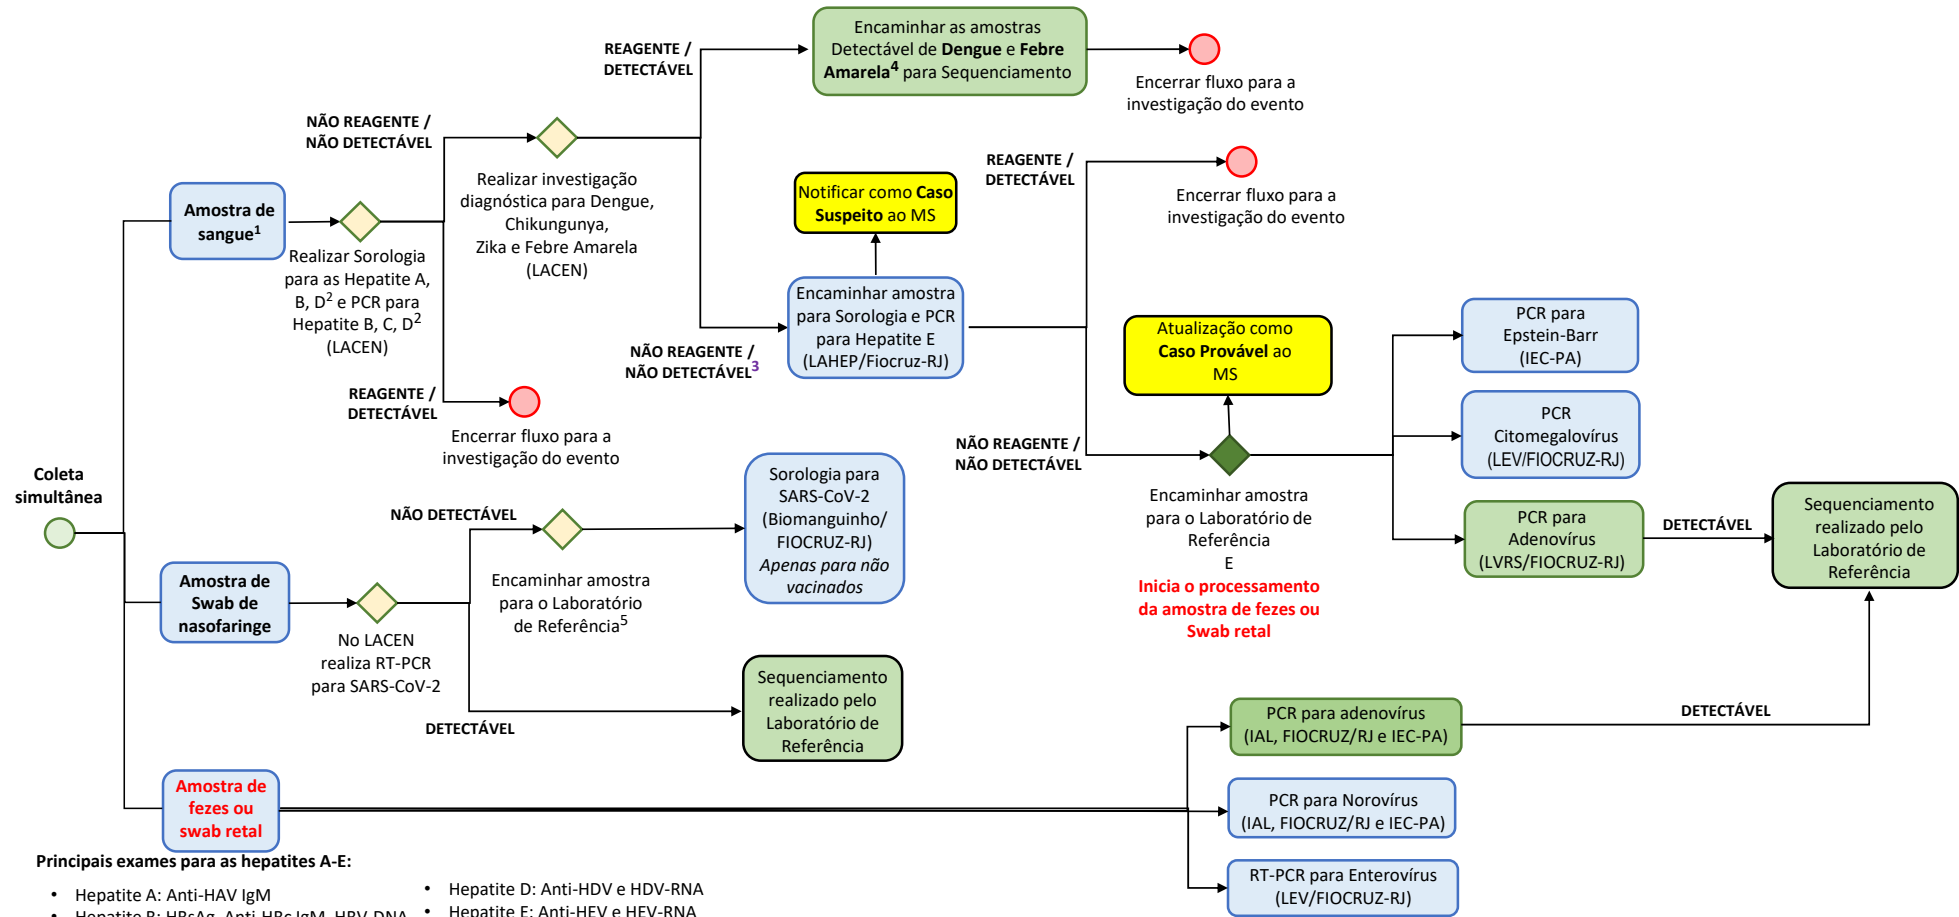 Coleta
simultânea
Amostra de
sangue1
Realizar Sorologia
para as Hepatite A,
B, D2 e PCR para
Hepatite B, C, D2
(LACEN)
NÃO REAGENTE /
NÃO DETECTÁVEL
REAGENTE /
DETECTÁVEL
Encerrar fluxo para a
investigação do evento
Realizar investigação
diagnóstica para Dengue,
Chikungunya,
Zika e Febre Amarela
(LACEN)
REAGENTE /
DETECTÁVEL
Encaminhar as amostras
Detectável de Dengue e Febre
Amarela4 para Sequenciamento
Encerrar fluxo para a
investigação do evento
NÃO REAGENTE /
NÃO DETECTÁVEL3
Notificar como Caso
Suspeito ao MS
Encaminhar amostra
para Sorologia e PCR
para Hepatite E
(LAHEP/Fiocruz-RJ)
REAGENTE /
DETECTÁVEL
Encerrar fluxo para a
investigação do evento
NÃO REAGENTE /
NÃO DETECTÁVEL
Atualização como
Caso Provável ao
MS
Encaminhar amostra
para o Laboratório de
Referência
E
Inicia o processamento
da amostra de fezes ou
Swab retal
PCR para
Epstein-Barr
(IEC-PA)
PCR
Citomegalovírus
(LEV/FIOCRUZ-RJ)
PCR para
Adenovírus
(LVRS/FIOCRUZ-RJ)
DETECTÁVEL
Sequenciamento
realizado pelo
Laboratório de
Referência
Amostra de
Swab de
nasofaringe
No LACEN
realiza RT-PCR
para SARS-CoV-2
NÃO DETECTÁVEL
Encaminhar amostra
para o Laboratório
de Referência5
Sorologia para
SARS-CoV-2
(Biomanguinho/
FIOCRUZ-RJ)
Apenas para não
vacinados
DETECTÁVEL
Sequenciamento
realizado pelo
Laboratório de
Referência
Amostra de
fezes ou
swab retal
PCR para adenovírus
(IAL, FIOCRUZ/RJ e IEC-PA)
DETECTÁVEL
PCR para Norovírus
(IAL, FIOCRUZ/RJ e IEC-PA)
RT-PCR para Enterovírus
(LEV/FIOCRUZ-RJ)
Principais exames para as hepatites A-E:
• Hepatite A: Anti-HAV IgM
• Hepatite B: HBsAg, Anti-HBc IgM, HBV-DNA
• Hepatite D: Anti-HDV e HDV-RNA
• Hepatite E: Anti-HEV e HEV-RNA